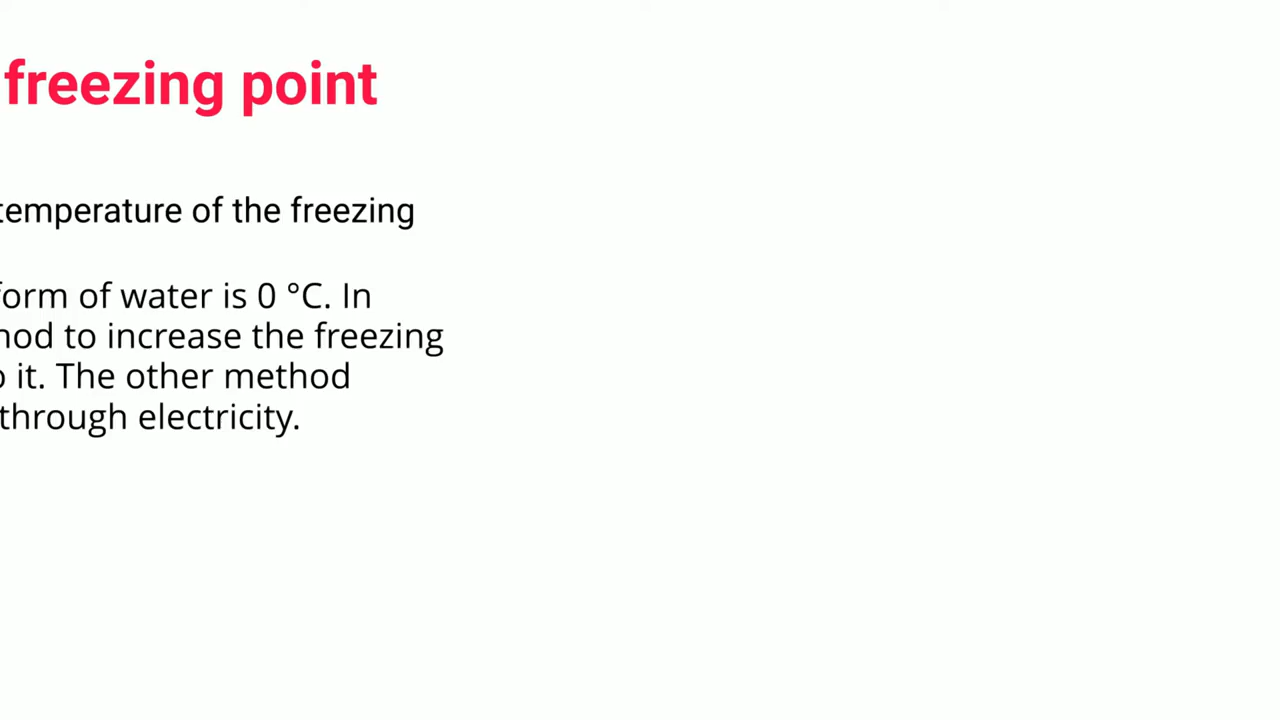 freezing point
temperature of the freezing
form of water is 0 °C. In
to increase the freezing
it. The other method
through electricity.